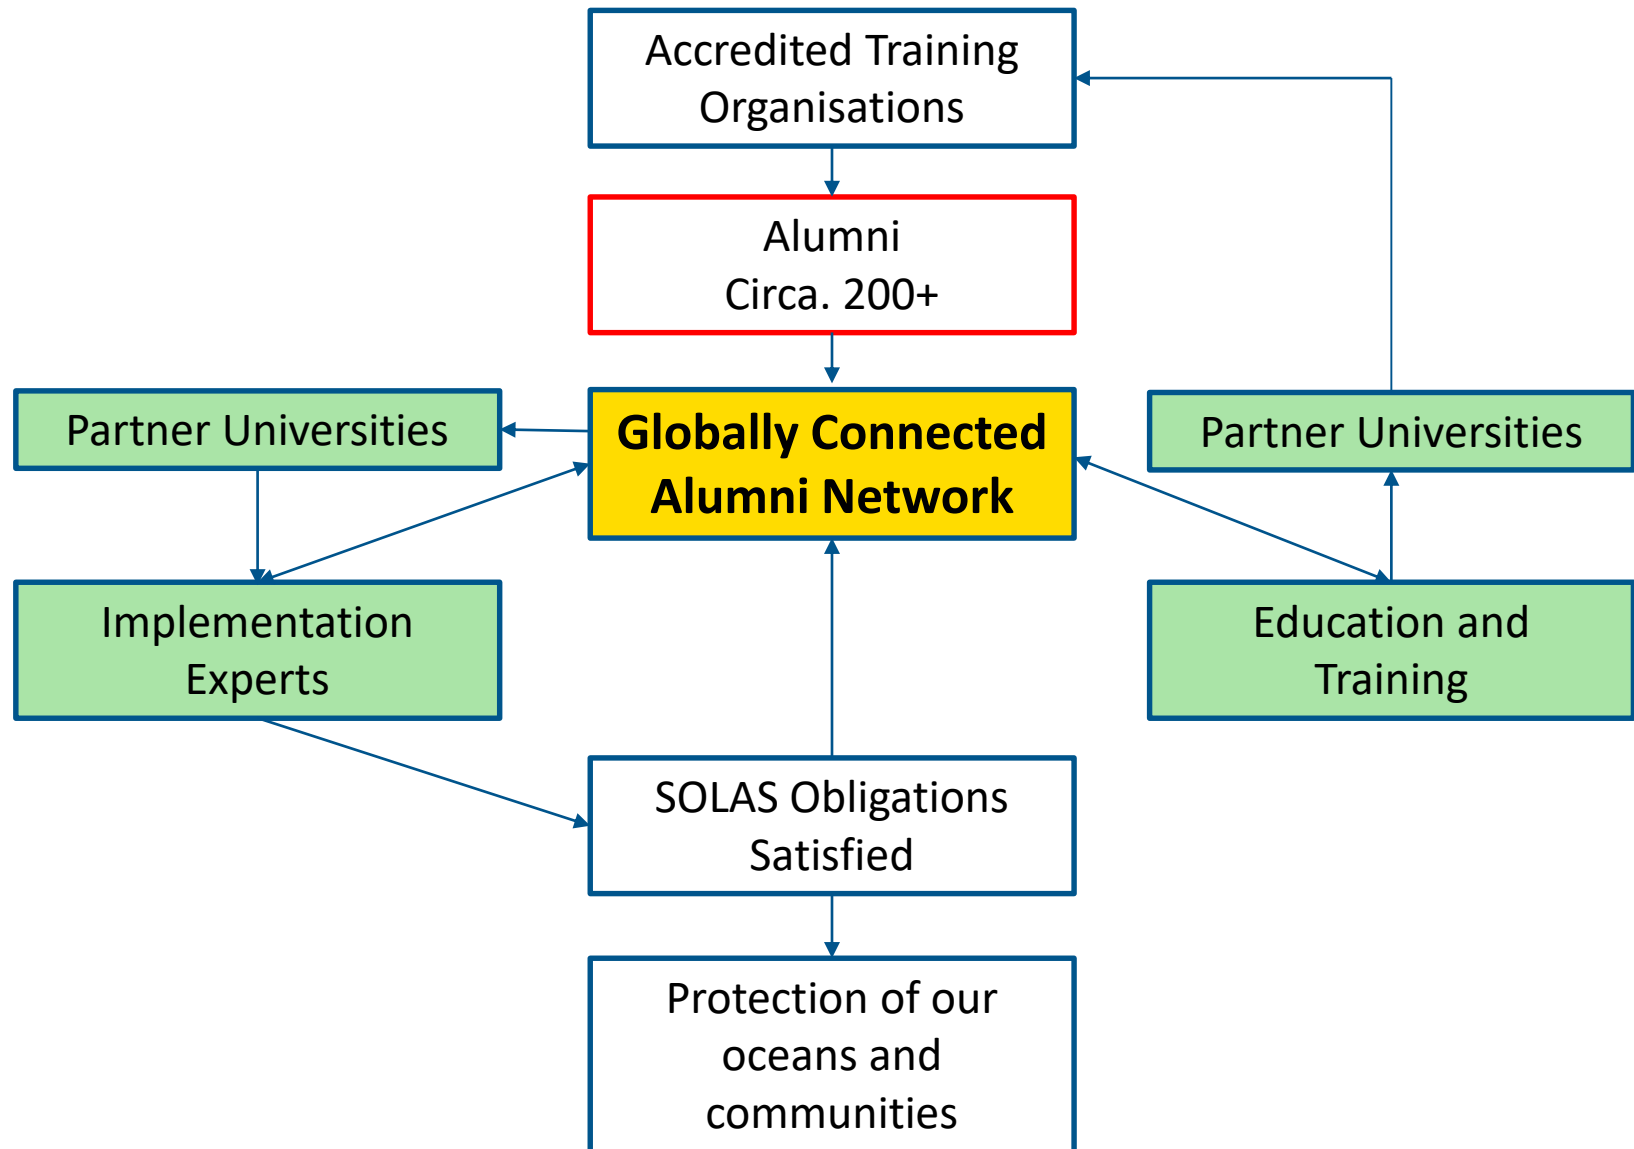 Accredited Training
Organisations
Alumni
Circa. 200+
Partner Universities
Globally Connected
Alumni Network
Partner Universities
Implementation
Experts
Education and
Training
SOLAS Obligations
Satisfied
Protection of our
oceans and
communities